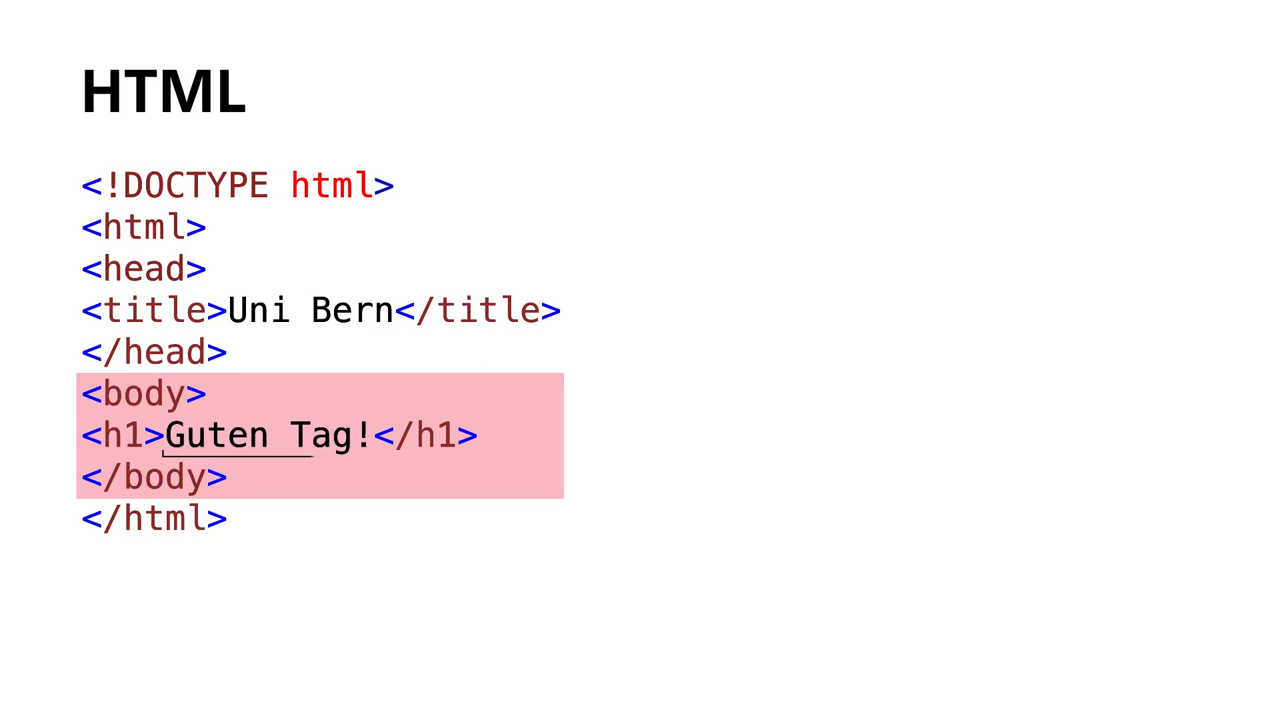 HTML
<!DOCTYPE html>
<html>
<head>
<title>Uni Bern</title>
</head>
<body>
<h1>Guten Tag!</h1>
</body>
</html>